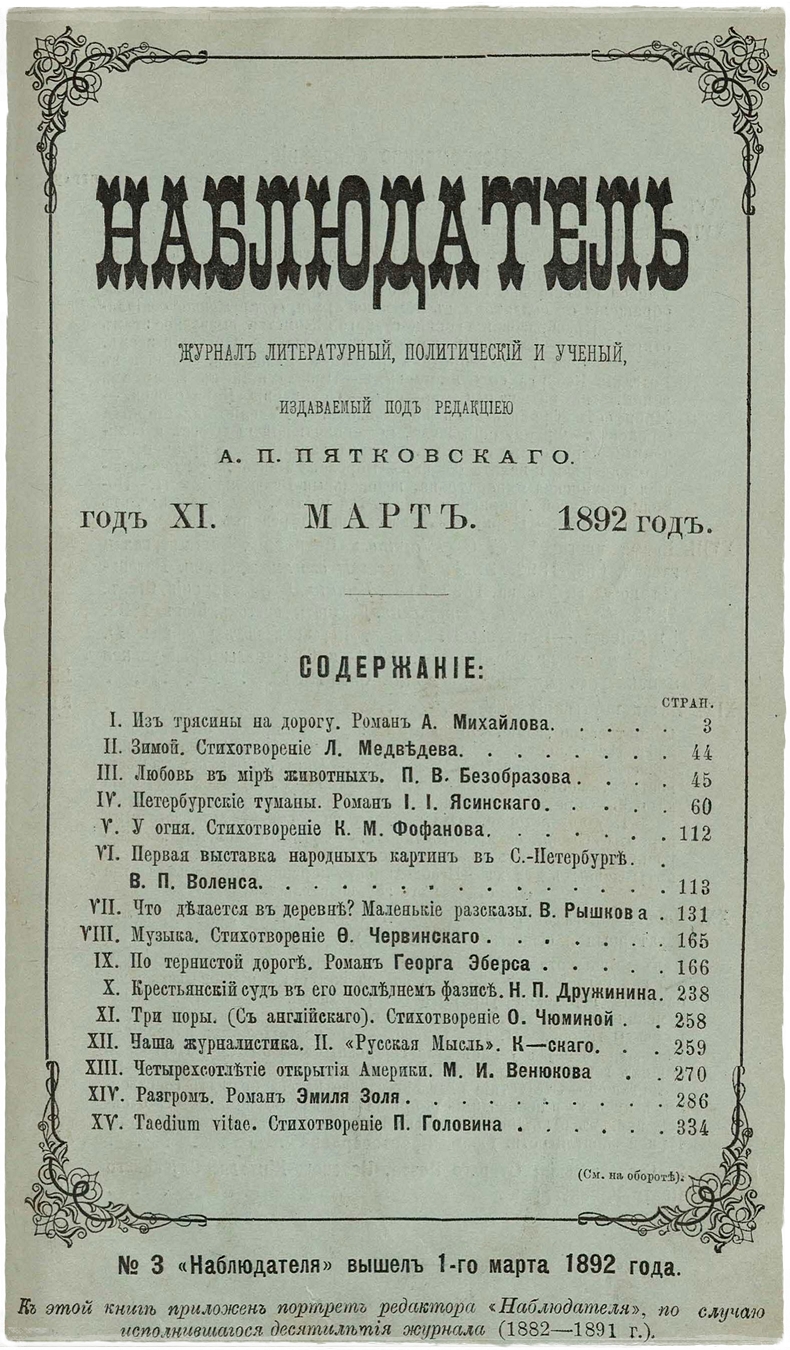 НАБЛЮДАТЕЛЬ
ЖУРНАЛЪ ЛИТЕРАТУРНЫЙ, ПОЛИТИЧЕСКІЙ И УЧЕНЫЙ,
ИЗДАВАЕМЫЙ ПОДЪ РЕДАКЦІЕЮ
А. П. ПЯТКОВСКАГО.
ГОДЪ XI. МАРТЪ. 1892 ГОДЪ.
СОДЕРЖАНІЕ:
СТРАН.
I. Изъ трясины на дорогу. Романъ А. Михайлова. . . . . . 3
II. Зимой. Стихотвореніе Л. Медвѣдева. . . . . . . . 44
III. Любовь въ мірѣ животныхъ. П. В. Безобразова . . . . 45
IV. Петербургскіе туманы. Романъ І. І. Ясинскаго. . . . . 60
V. У огня. Стихотвореніе К. М. Фофанова. . . . . . . 112
VI. Первая выставка народныхъ картинъ въ С.-Петербургѣ. .
В. П. Воленса. . . . . . . . . . . . . . . . 113
VII. Что дѣлается въ деревнѣ? Маленькіе разсказы. В. Рышкова . 131
VIII. Музыка. Стихотвореніе Ѳ. Червинскаго . . . . . . . 165
IX. По тернистой дорогѣ. Романъ Георга Эберса . . . . . 166
X. Крестьянскій судъ въ его послѣднемъ фазисѣ. Н. П. Дружинина. 238
XI. Три поры. (Съ англійскаго). Стихотвореніе О. Чюминой . . 258
XII. Наша журналистика. II. «Русская Мысль». К—скаго. . . 259
XIII. Четырехсотлѣтіе открытія Америки. М. И. Венюкова . . 270
XIV. Разгромъ. Романъ Эмиля Золя . . . . . . . . . 286
XV. Taedium vitae. Стихотвореніе П. Головина . . . . . . 334
(См. на оборотѣ).
№ 3 «Наблюдателя» вышелъ 1-го марта 1892 года.
Къ этой книгѣ приложенъ портретъ редактора «Наблюдателя», по случаю
исполнившагося десятилѣтія журнала (1882—1891 г.).